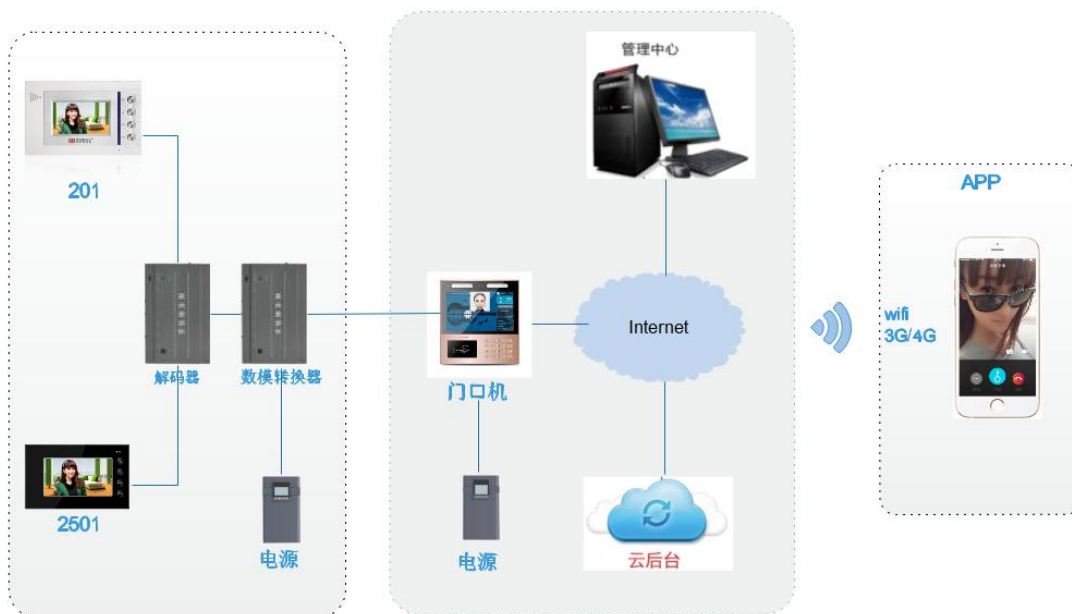 管理中心
201
APP
Internet
wifi
3G/4G
解码器
数模转换器
门口机
2501
电源
电源
云后台